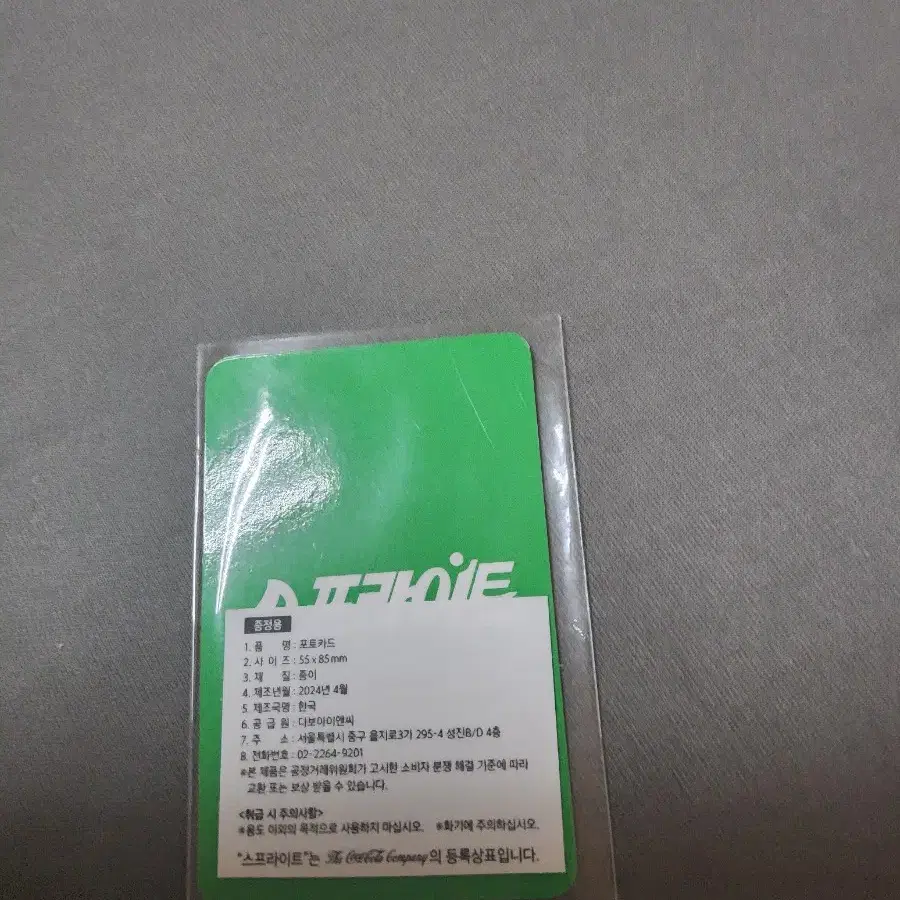 스프라이트
증정용
1. 품 명 : 포토카드
2. 사 이 즈 : 55 x 85 mm
3. 재 질 : 종이
4. 제조년월 : 2024년 4월
5. 제조국명 : 한국
6. 공 급 원 : 다보아이앤씨
7. 주 소 : 서울특별시 중구 을지로3가 295-4 성진B/D 4층
8. 전화번호 : 02-2264-9201
※본 제품은 공정거래위원회가 고시한 소비자 분쟁 해결 기준에 따라
교환 또는 보상 받을 수 있습니다.
<취급 시 주의사항>
※용도 이외의 목적으로 사용하지 마십시오. ※화기에 주의하십시오.
"스프라이트"는 The Coca-Cola Company의 등록상표입니다.